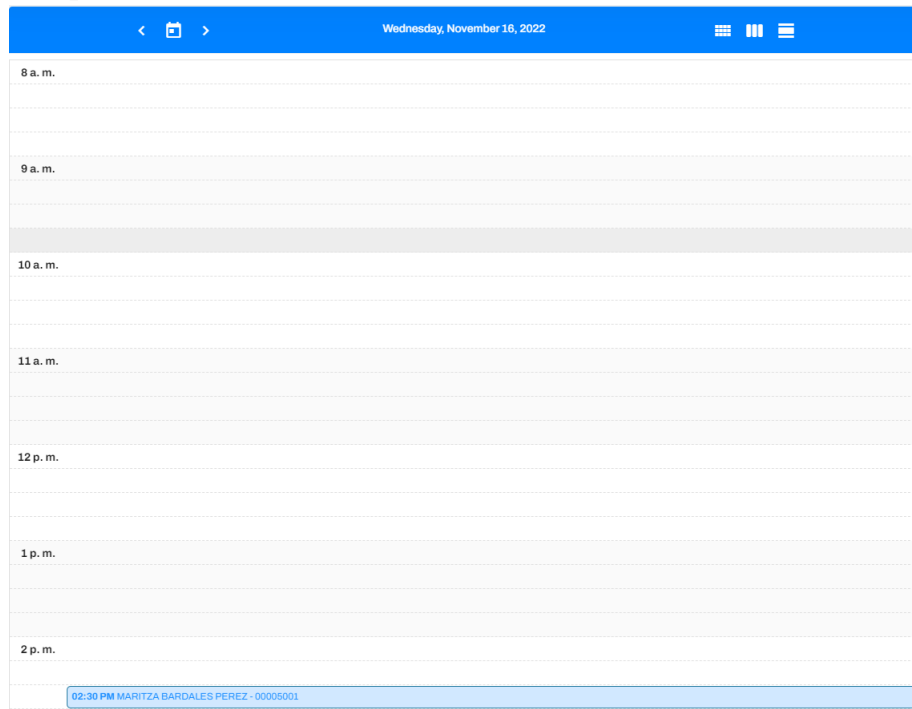 Wednesday, November 16, 2022
8 a. m.
9 a. m.
10 a. m.
11 a. m.
12 p. m.
1 p. m.
2 p. m.
02:30 PM MARITZA BARDALES PEREZ - 00005001